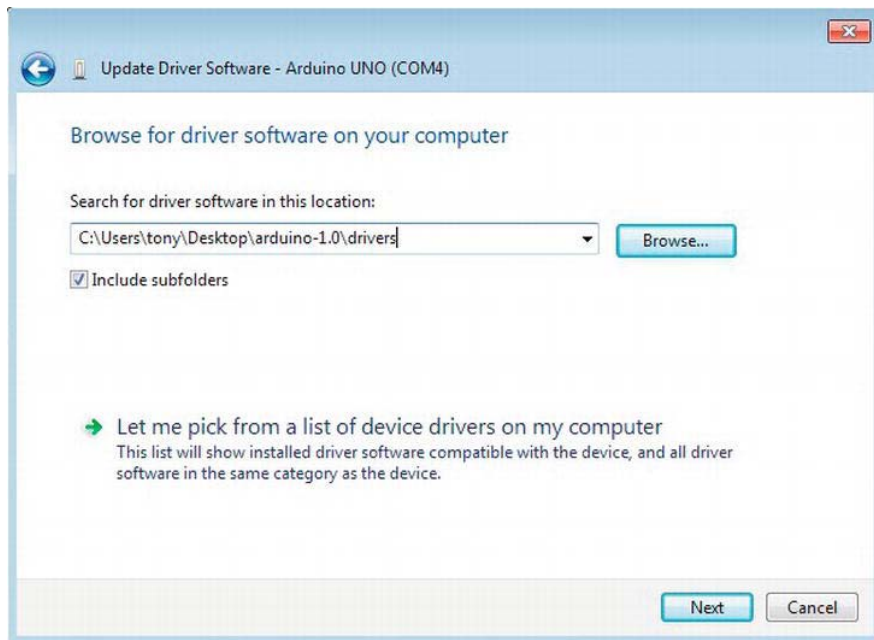 Update Driver Software - Arduino UNO (COM4)
Browse for driver software on your computer
Search for driver software in this location:
C:\Users\tony\Desktop\arduino-1.0\drivers
Browse...
Include subfolders
Let me pick from a list of device drivers on my computer
This list will show installed driver software compatible with the device, and all driver
software in the same category as the device.
Next
Cancel